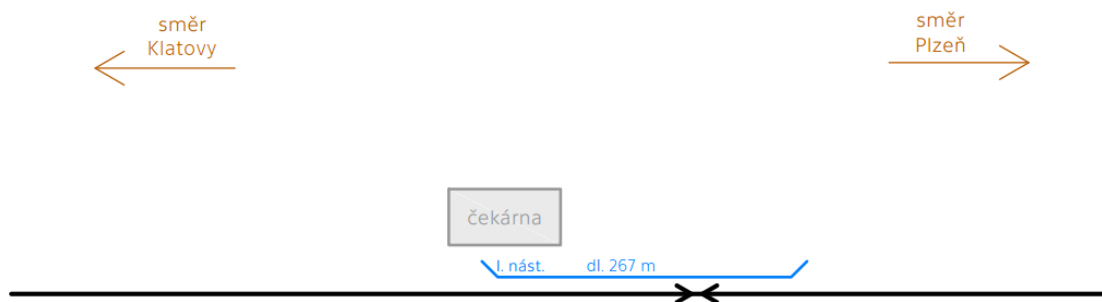 směr
Klatovy
směr
Plzeň
čekárna
I. nást. dl. 267 m